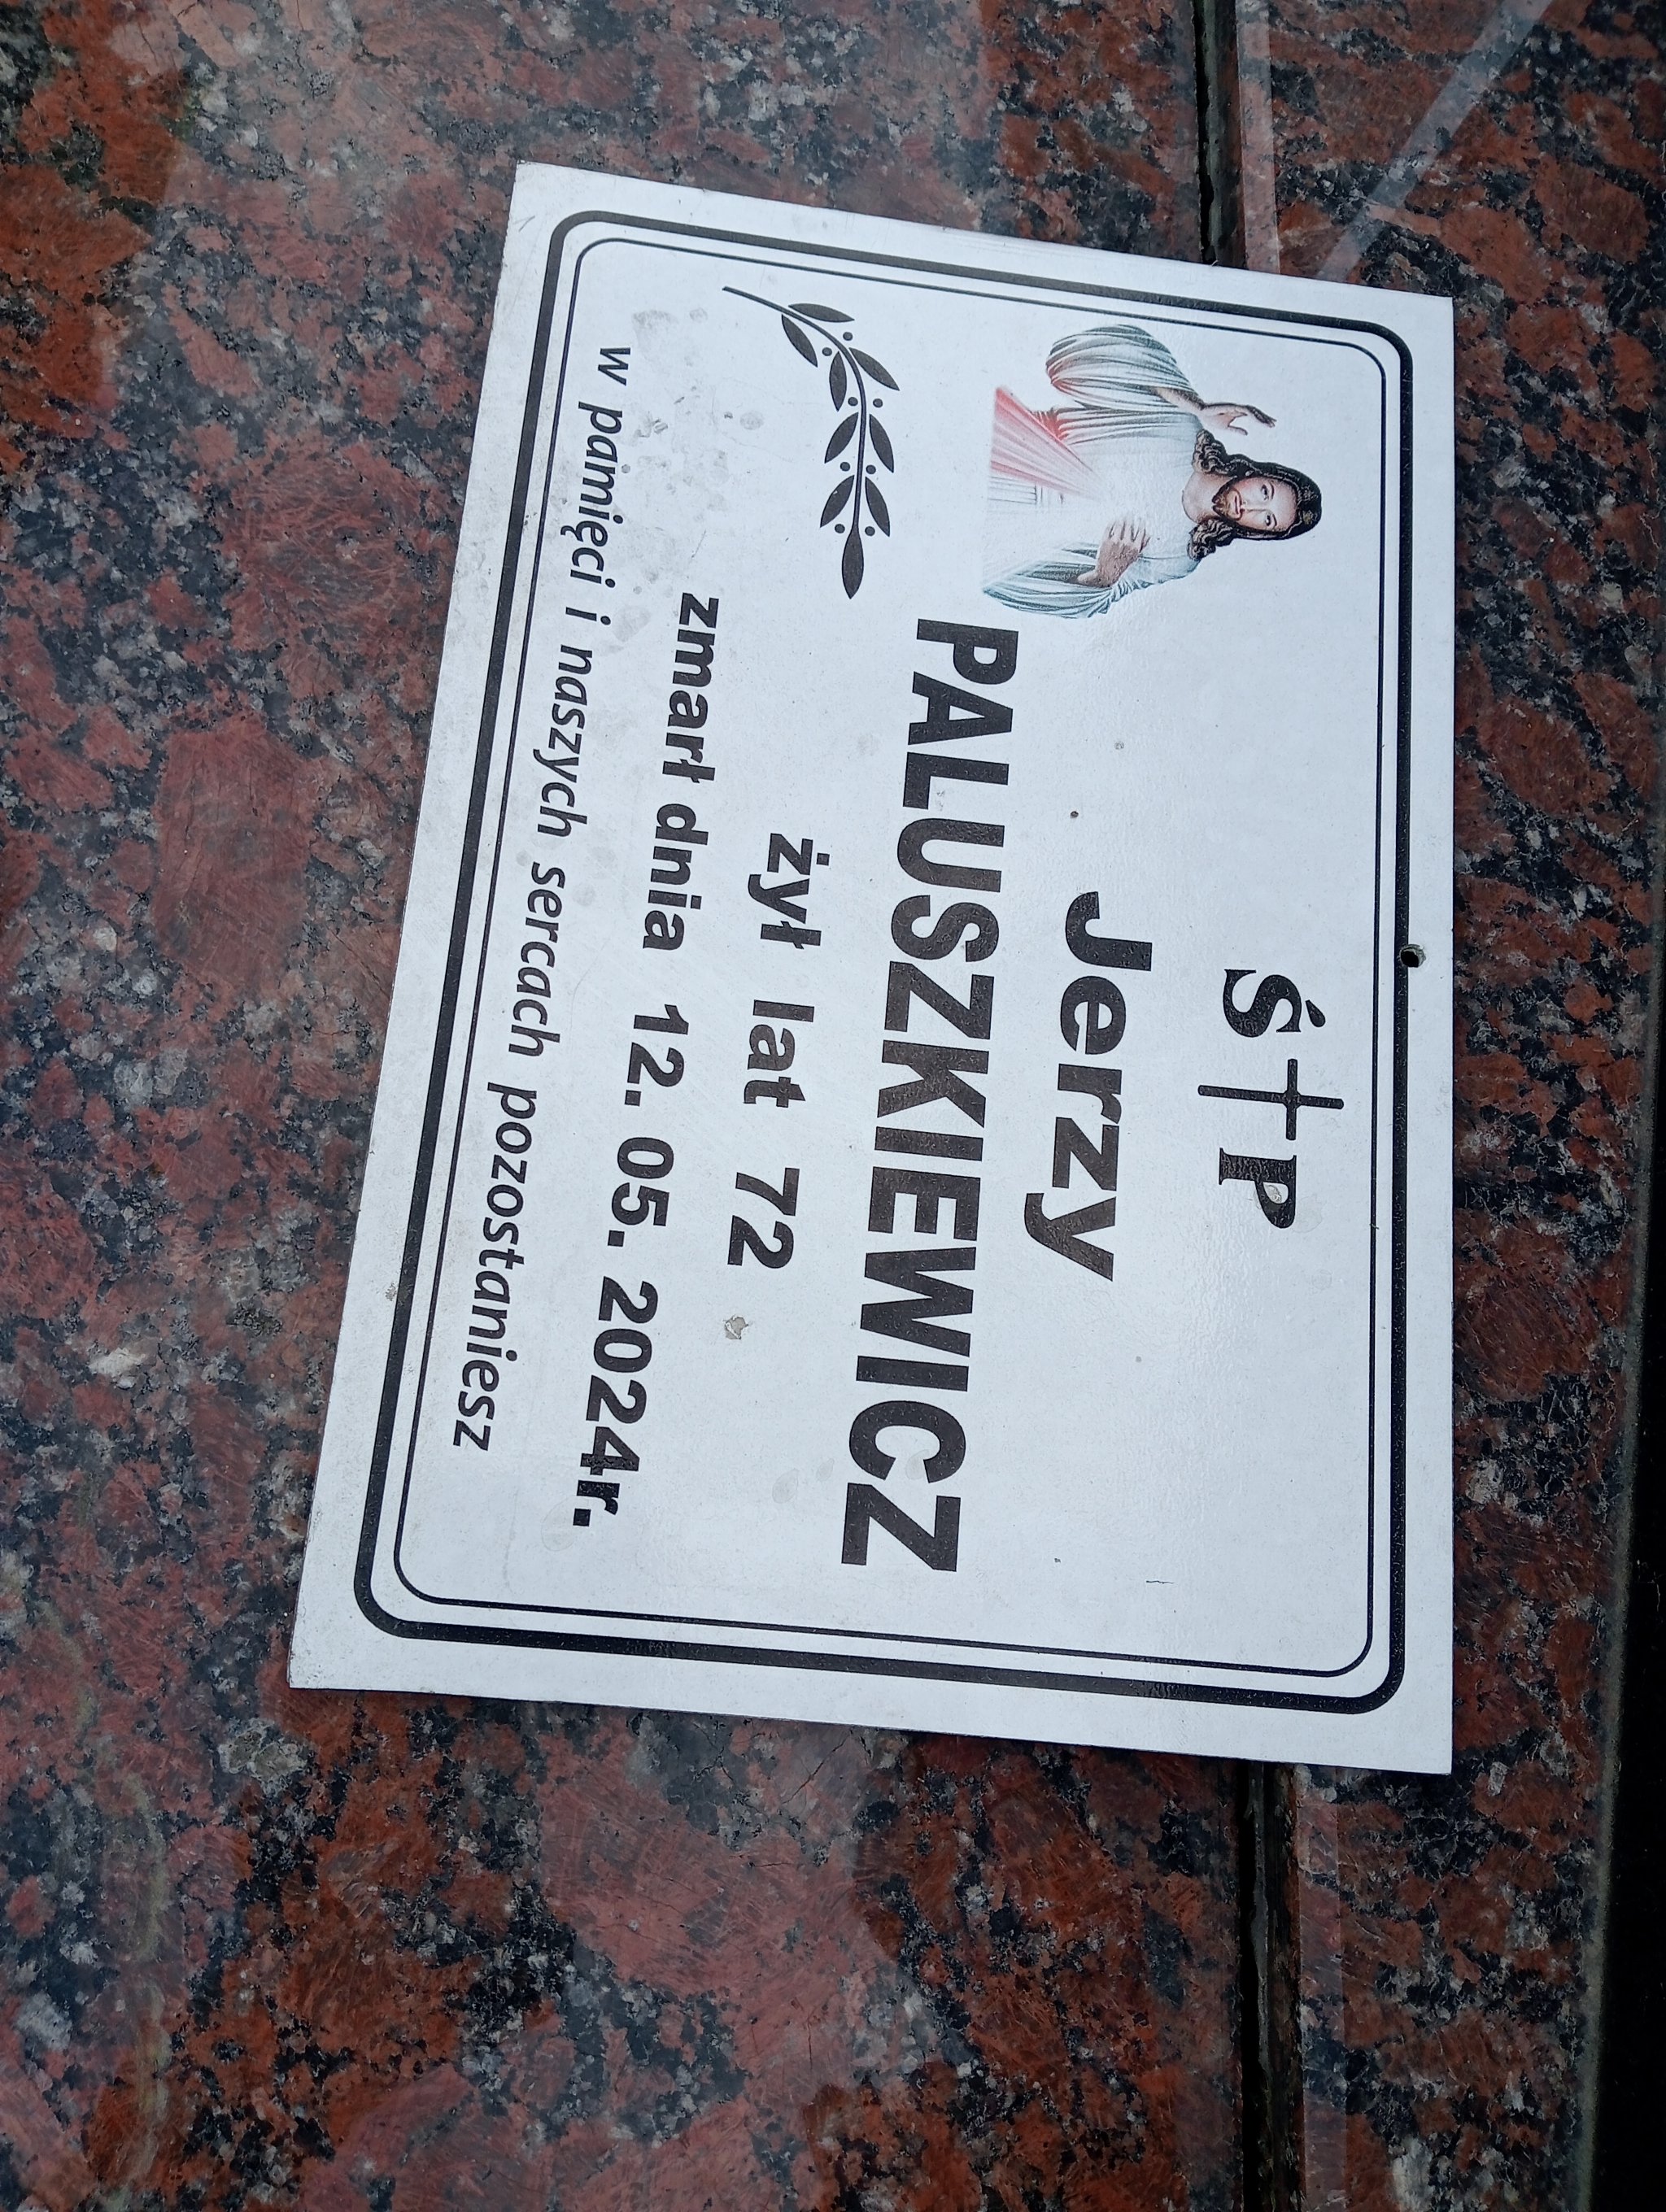 Ś†P
Jerzy
PALUSZKIEWICZ
żył lat 72
zmarł dnia 12. 05. 2024r.
w pamięci i naszych sercach pozostaniesz